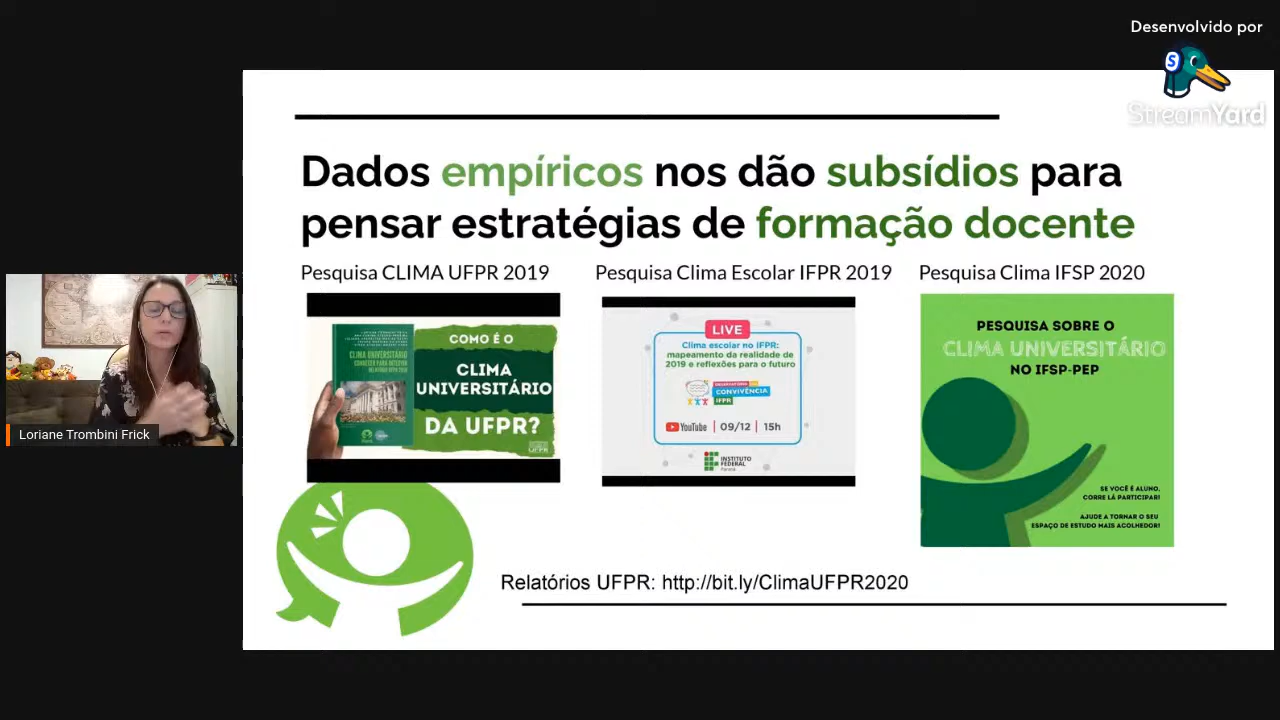 Desenvolvido por
StreamYard
Dados empíricos nos dão subsídios para
pensar estratégias de formação docente
Pesquisa CLIMA UFPR 2019
Pesquisa Clima Escolar IFPR 2019
Pesquisa Clima IFSP 2020
CLIMA UNIVERSITÁRIO
COMO É O
CLIMA
UNIVERSITÁRIO
DA UFPR?
LIVE
Clima escolar no IFPR:
mapeamento da realidade de
2019 e reflexões para o futuro
CONVIVÊNCIA
IFPR
YouTube | 09/12 | 15h
INSTITUTO
FEDERAL
Paraná
PESQUISA SOBRE O
CLIMA UNIVERSITÁRIO
NO IFSP-PEP
SE VOCÊ É ALUNO,
CORRE LÁ PARTICIPAR!
AJUDE A TORNAR O SEU
ESPAÇO DE ESTUDO MAIS ACOLHEDOR!
Loriane Trombini Frick
Relatórios UFPR: http://bit.ly/ClimaUFPR2020